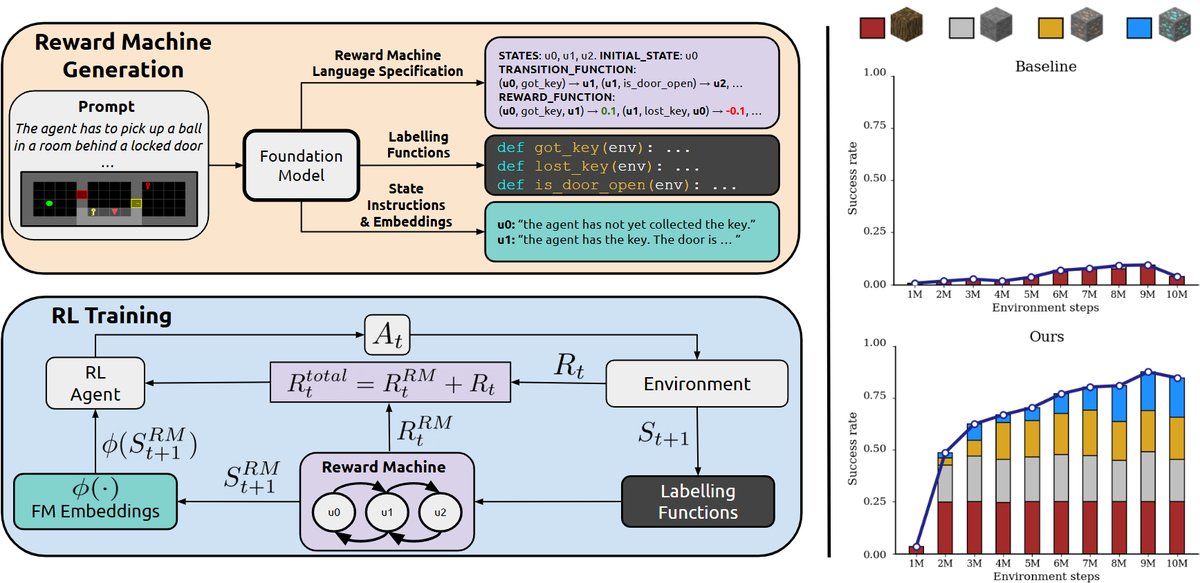 Reward Machine
Generation
Prompt
The agent has to pick up a ball
in a room behind a locked door
...
Foundation
Model
Reward Machine
Language Specification
Labelling
Functions
State
Instructions
& Embeddings
STATES: u0, u1, u2. INITIAL_STATE: u0
TRANSITION_FUNCTION:
(u0, got_key) → u1, (u1, is_door_open) → u2, ...
REWARD_FUNCTION:
(u0, got_key, u1) → 0.1, (u1, lost_key, u0) → -0.1, ...
def got_key(env): ...
def lost_key(env): ...
def is_door_open(env): ...
u0: “the agent has not yet collected the key.”
u1: “the agent has the key. The door is ... ”
RL Training
A_t
RL
Agent
R_t^{total} = R_t^{RM} + R_t
R_t
Environment
ϕ(S_{t+1}^{RM})
R_t^{RM}
S_{t+1}
ϕ(·)
FM Embeddings
S_{t+1}^{RM}
Reward Machine
u0 u1 u2
Labelling
Functions
Baseline
Success rate
1.00
0.75
0.50
0.25
0.00
1M 2M 3M 4M 5M 6M 7M 8M 9M 10M
Environment steps
Ours
Success rate
1.00
0.75
0.50
0.25
0.00
1M 2M 3M 4M 5M 6M 7M 8M 9M 10M
Environment steps